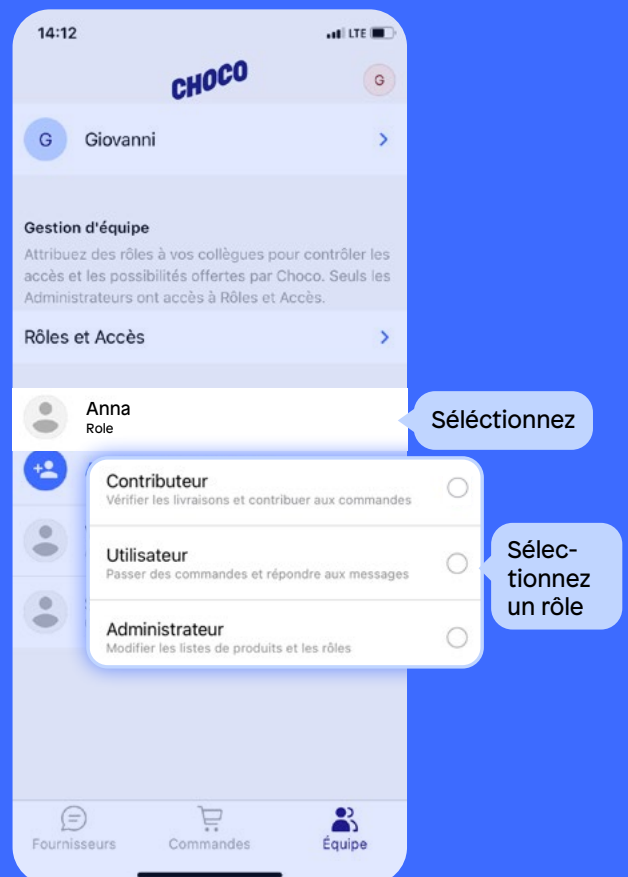 14:12
LTE
CHOCO
G
G
Giovanni
Gestion d'équipe
Attribuez des rôles à vos collègues pour contrôler les
accès et les possibilités offertes par Choco. Seuls les
Administrateurs ont accès à Rôles et Accès.
Rôles et Accès
Anna
Role
Séléctionnez
Contributeur
Vérifier les livraisons et contribuer aux commandes
Utilisateur
Passer des commandes et répondre aux messages
Sélec-
tionnez
un rôle
Administrateur
Modifier les listes de produits et les rôles
Fournisseurs
Commandes
Équipe